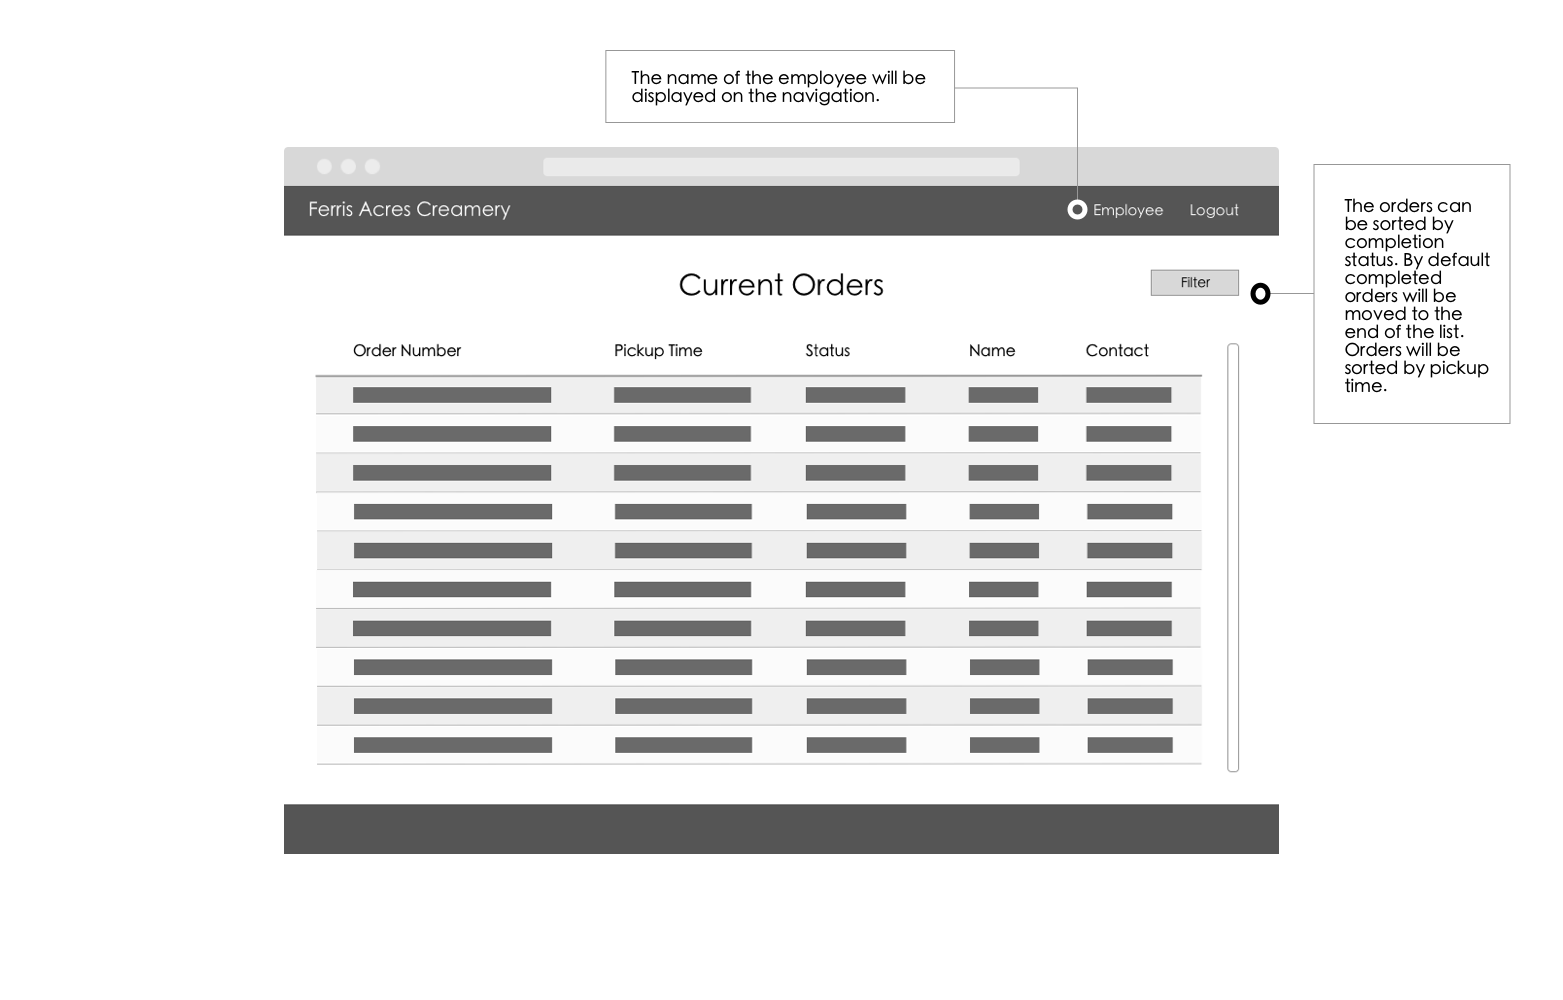 The name of the employee will be
displayed on the navigation.
Ferris Acres Creamery
Employee
Logout
Current Orders
Filter
The orders can
be sorted by
completion
status. By default
completed
orders will be
moved to the
end of the list.
Orders will be
sorted by pickup
time.
Order Number
Pickup Time
Status
Name
Contact